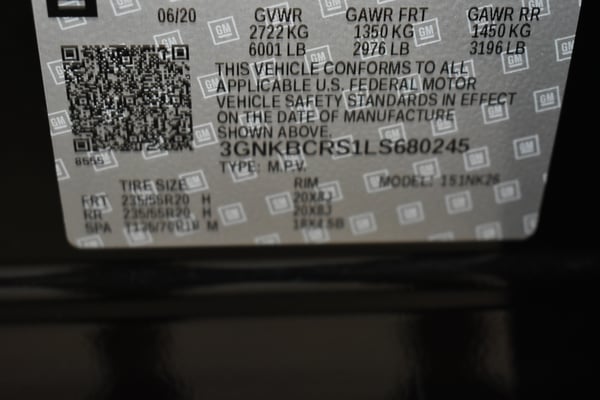 06/20 GVWR GAWR FRT GAWR RR
2722 KG 1350 KG 1450 KG
6001 LB 2976 LB 3196 LB
THIS VEHICLE CONFORMS TO ALL
APPLICABLE U.S. FEDERAL MOTOR
VEHICLE SAFETY STANDARDS IN EFFECT
ON THE DATE OF MANUFACTURE
SHOWN ABOVE.
3GNKBCRS1LS680245
8655
TYPE: M.P.V.
TIRE SIZE RIM MODEL: 1S1NK26
FRT 235/55R20 H 20X8J
RR 235/55R20 H 20X8J
SPA M